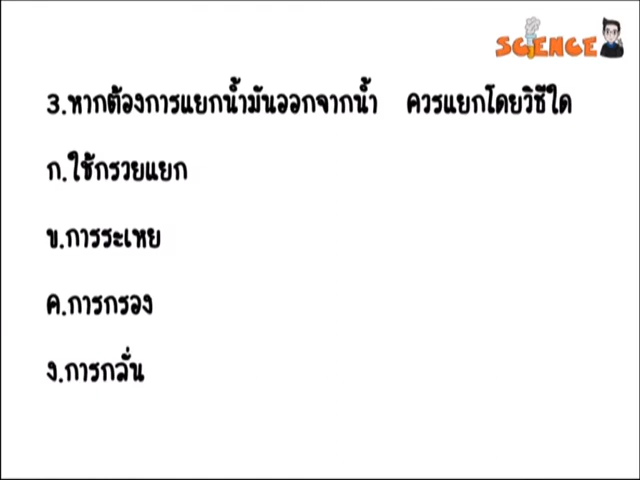 SCIENCE
3.หากต้องการแยกน้ำมันออกจากน้ำ ควรแยกโดยวิธีใด
ก.ใช้กรวยแยก
ข.การระเหย
ค.การกรอง
ง.การกลั่น